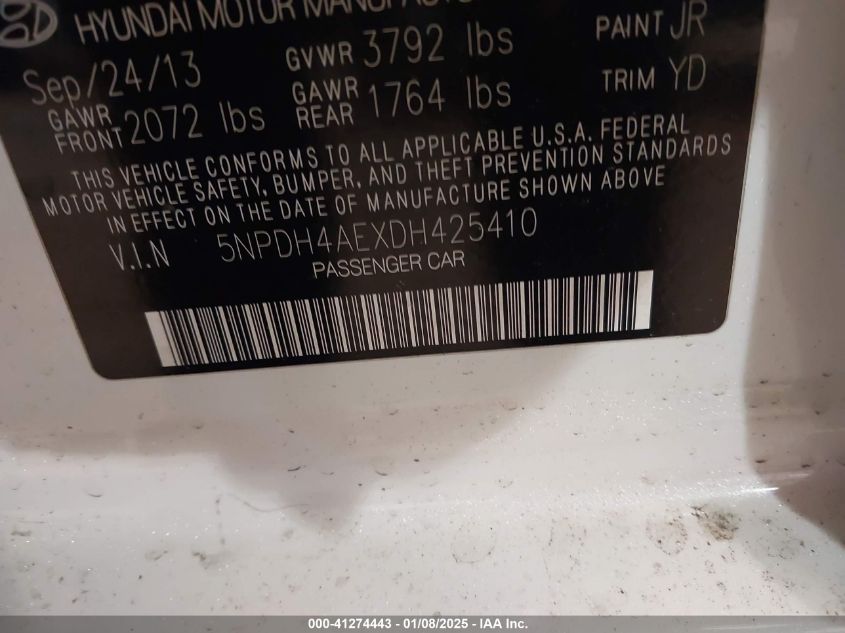 HYUNDAI MOTOR MANUFAC
Sep/24/13 GVWR 3792 lbs PAINT JR
GAWR FRONT 2072 lbs GAWR REAR 1764 lbs TRIM YD
THIS VEHICLE CONFORMS TO ALL APPLICABLE U.S.A. FEDERAL
MOTOR VEHICLE SAFETY, BUMPER, AND THEFT PREVENTION STANDARDS
IN EFFECT ON THE DATE OF MANUFACTURE SHOWN ABOVE
V.I.N 5NPDH4AEXDH425410
PASSENGER CAR
000-41274443 - 01/08/2025 - IAA Inc.